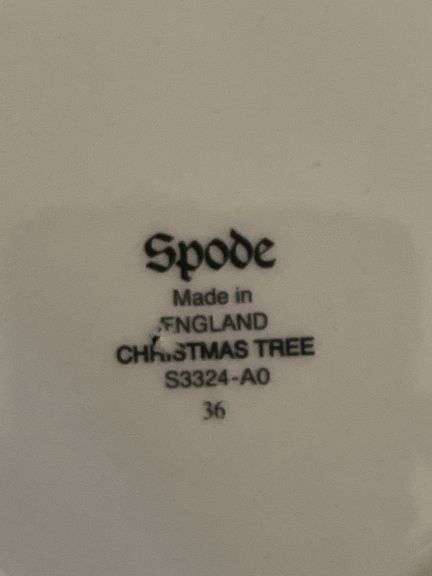 Spode
Made in
ENGLAND
CHRISTMAS TREE
S3324-A0
36